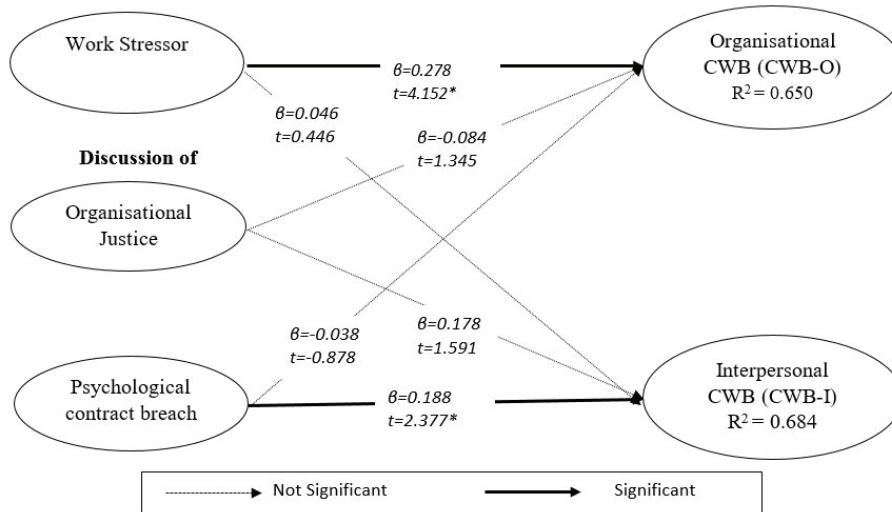 Work Stressor
Organisational
CWB (CWB-O)
R² = 0.650
β=0.278
t=4.152*
β=0.046
t=0.446
β=-0.084
t=1.345
Discussion of
Organisational
Justice
β=-0.038
t=-0.878
β=0.178
t=1.591
Psychological
contract breach
β=0.188
t=2.377*
Interpersonal
CWB (CWB-I)
R² = 0.684
Not Significant
Significant